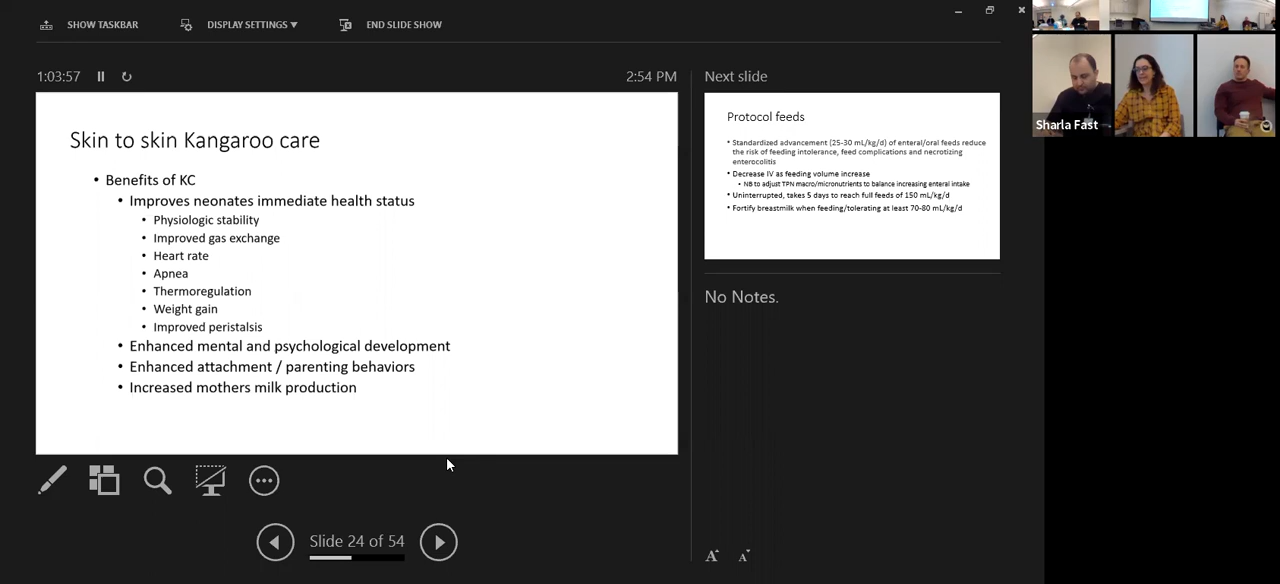 SHOW TASKBAR
DISPLAY SETTINGS ▼
END SLIDE SHOW
1:03:57
2:54 PM
Skin to skin Kangaroo care
• Benefits of KC
• Improves neonates immediate health status
• Physiologic stability
• Improved gas exchange
• Heart rate
• Apnea
• Thermoregulation
• Weight gain
• Improved peristalsis
• Enhanced mental and psychological development
• Enhanced attachment / parenting behaviors
• Increased mothers milk production
Slide 24 of 54
Next slide
Protocol feeds
• Standardized advancement (25-30 mL/kg/d) of enteral/oral feeds reduce
the risk of feeding intolerance, feed complications and necrotizing
enterocolitis
• Decrease IV as feeding volume increase
• NB to adjust TPN macro/micronutrients to balance increasing enteral intake
• Uninterrupted, takes 5 days to reach full feeds of 150 mL/kg/d
• Fortify breastmilk when feeding/tolerating at least 70-80 mL/kg/d
No Notes.
A A
Sharla Fast